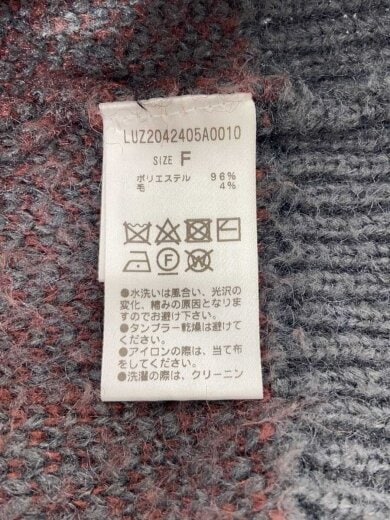 LUZ2042405A0010
SIZE F
ポリエステル 96%
毛 4%
●水洗いは風合い、光沢の
変化、縮みの原因となりま
すのでお避け下さい。
●タンブラー乾燥は避けて
ください。
●アイロンの際は、当て布
をしてください。
●洗濯の際は、クリーニン